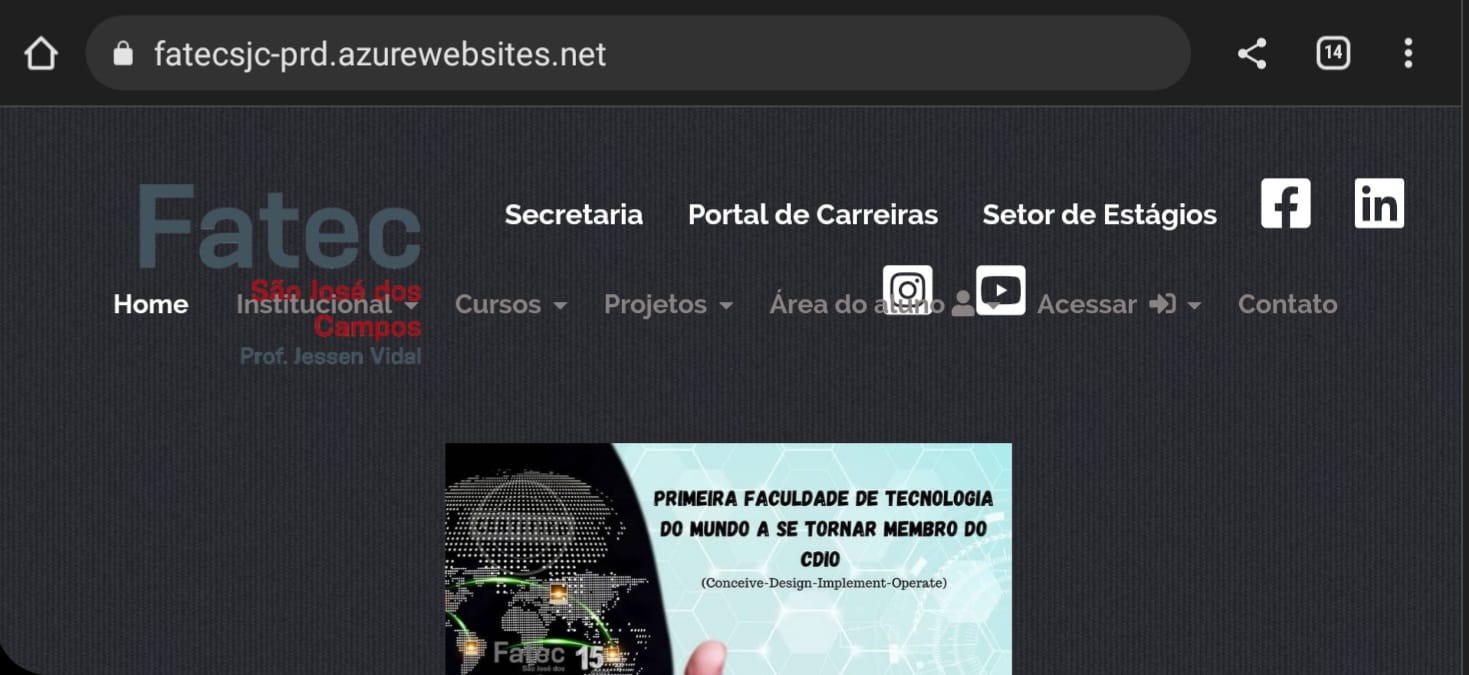 fatecsjc-prd.azurewebsites.net
14
Fatec
São José dos
Campos
Prof. Jessen Vidal
Secretaria Portal de Carreiras Setor de Estágios
Home Institucional Cursos Projetos Área do aluno Acessar Contato
PRIMEIRA FACULDADE DE TECNOLOGIA
DO MUNDO A SE TORNAR MEMBRO DO
CDIO
(Conceive-Design-Implement-Operate)
Fatec 15
São José dos